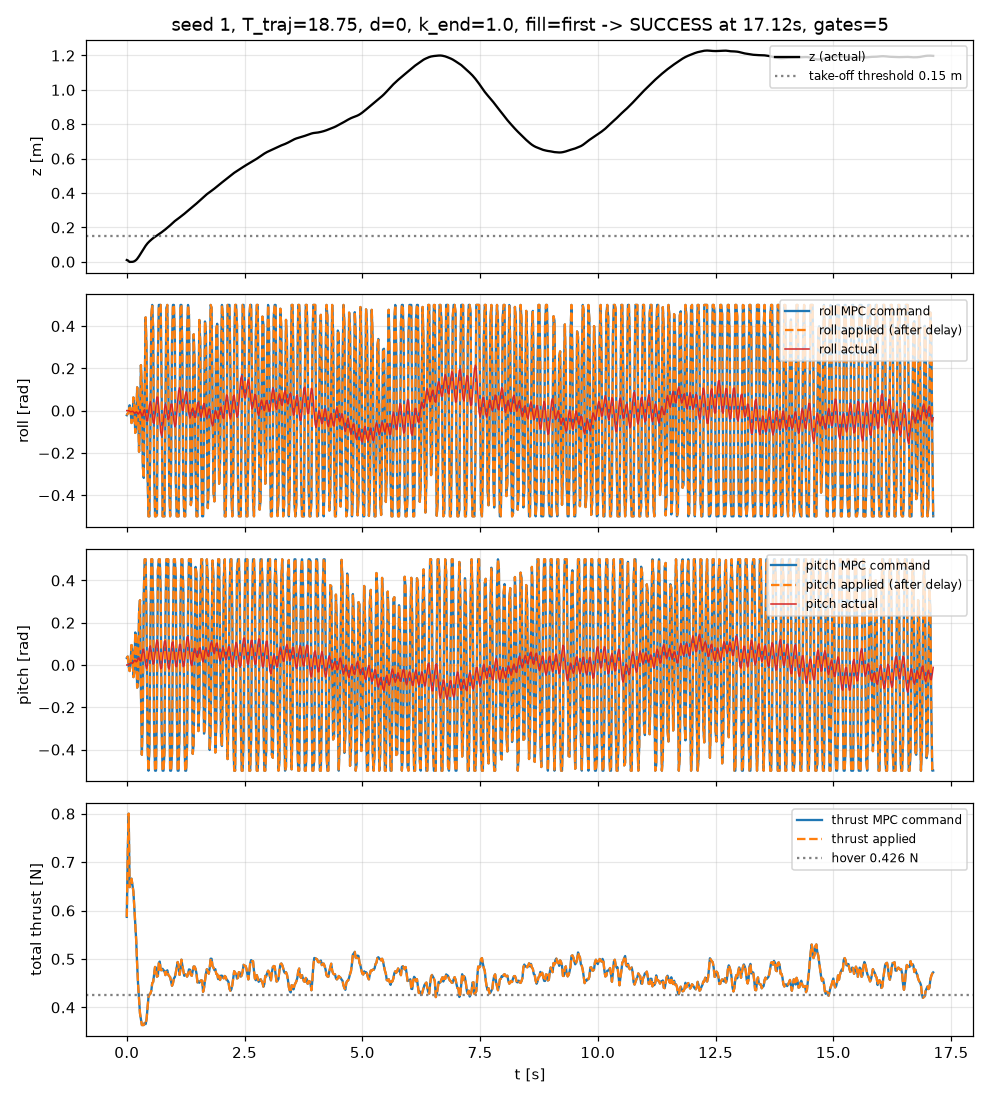 seed 1, T_traj=18.75, d=0, k_end=1.0, fill=first -> SUCCESS at 17.12s, gates=5
1.2
1.0
0.8
0.6
0.4
0.2
0.0
z [m]
z (actual)
take-off threshold 0.15 m
0.4
0.2
0.0
−0.2
−0.4
roll [rad]
roll MPC command
roll applied (after delay)
roll actual
0.4
0.2
0.0
−0.2
−0.4
pitch [rad]
pitch MPC command
pitch applied (after delay)
pitch actual
0.8
0.7
0.6
0.5
0.4
total thrust [N]
thrust MPC command
thrust applied
hover 0.426 N
0.0 2.5 5.0 7.5 10.0 12.5 15.0 17.5
t [s]